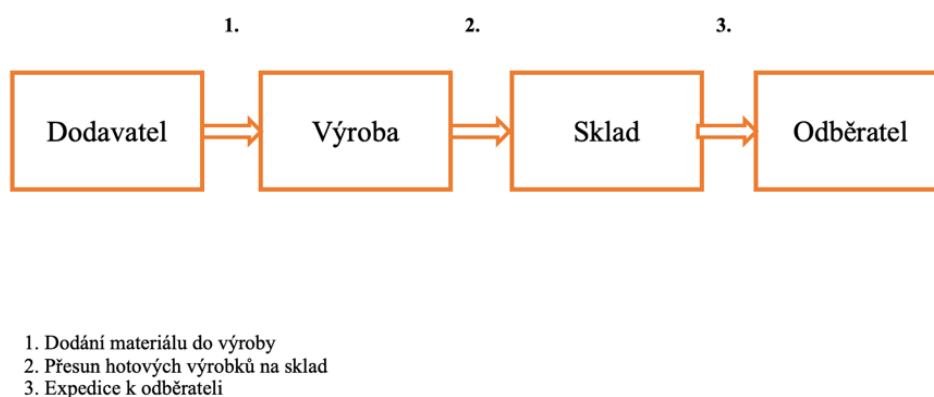 1. 2. 3.
Dodavatel Výroba Sklad Odběratel
1. Dodání materiálu do výroby
2. Přesun hotových výrobků na sklad
3. Expedice k odběrateli